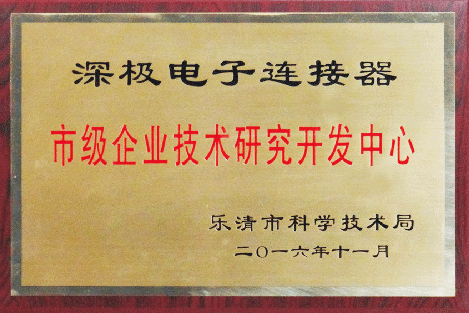 深极电子连接器
市级企业技术研究开发中心
乐清市科学技术局
二〇一六年十一月